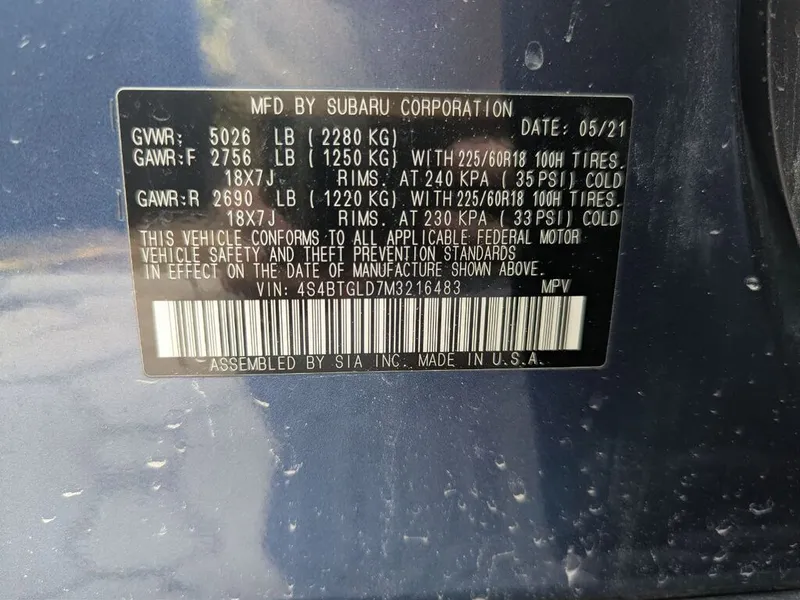 MFD BY SUBARU CORPORATION
GVWR: 5026 LB ( 2280 KG) DATE: 05/21
GAWR:F 2756 LB ( 1250 KG) WITH 225/60R18 100H TIRES.
18X7J RIMS. AT 240 KPA ( 35 PSI) COLD
GAWR:R 2690 LB ( 1220 KG) WITH 225/60R18 100H TIRES.
18X7J RIMS. AT 230 KPA ( 33 PSI) COLD
THIS VEHICLE CONFORMS TO ALL APPLICABLE FEDERAL MOTOR
VEHICLE SAFETY AND THEFT PREVENTION STANDARDS
IN EFFECT ON THE DATE OF MANUFACTURE SHOWN ABOVE.
VIN: 4S4BTGLD7M3216483 MPV
ASSEMBLED BY SIA INC. MADE IN U.S.A.